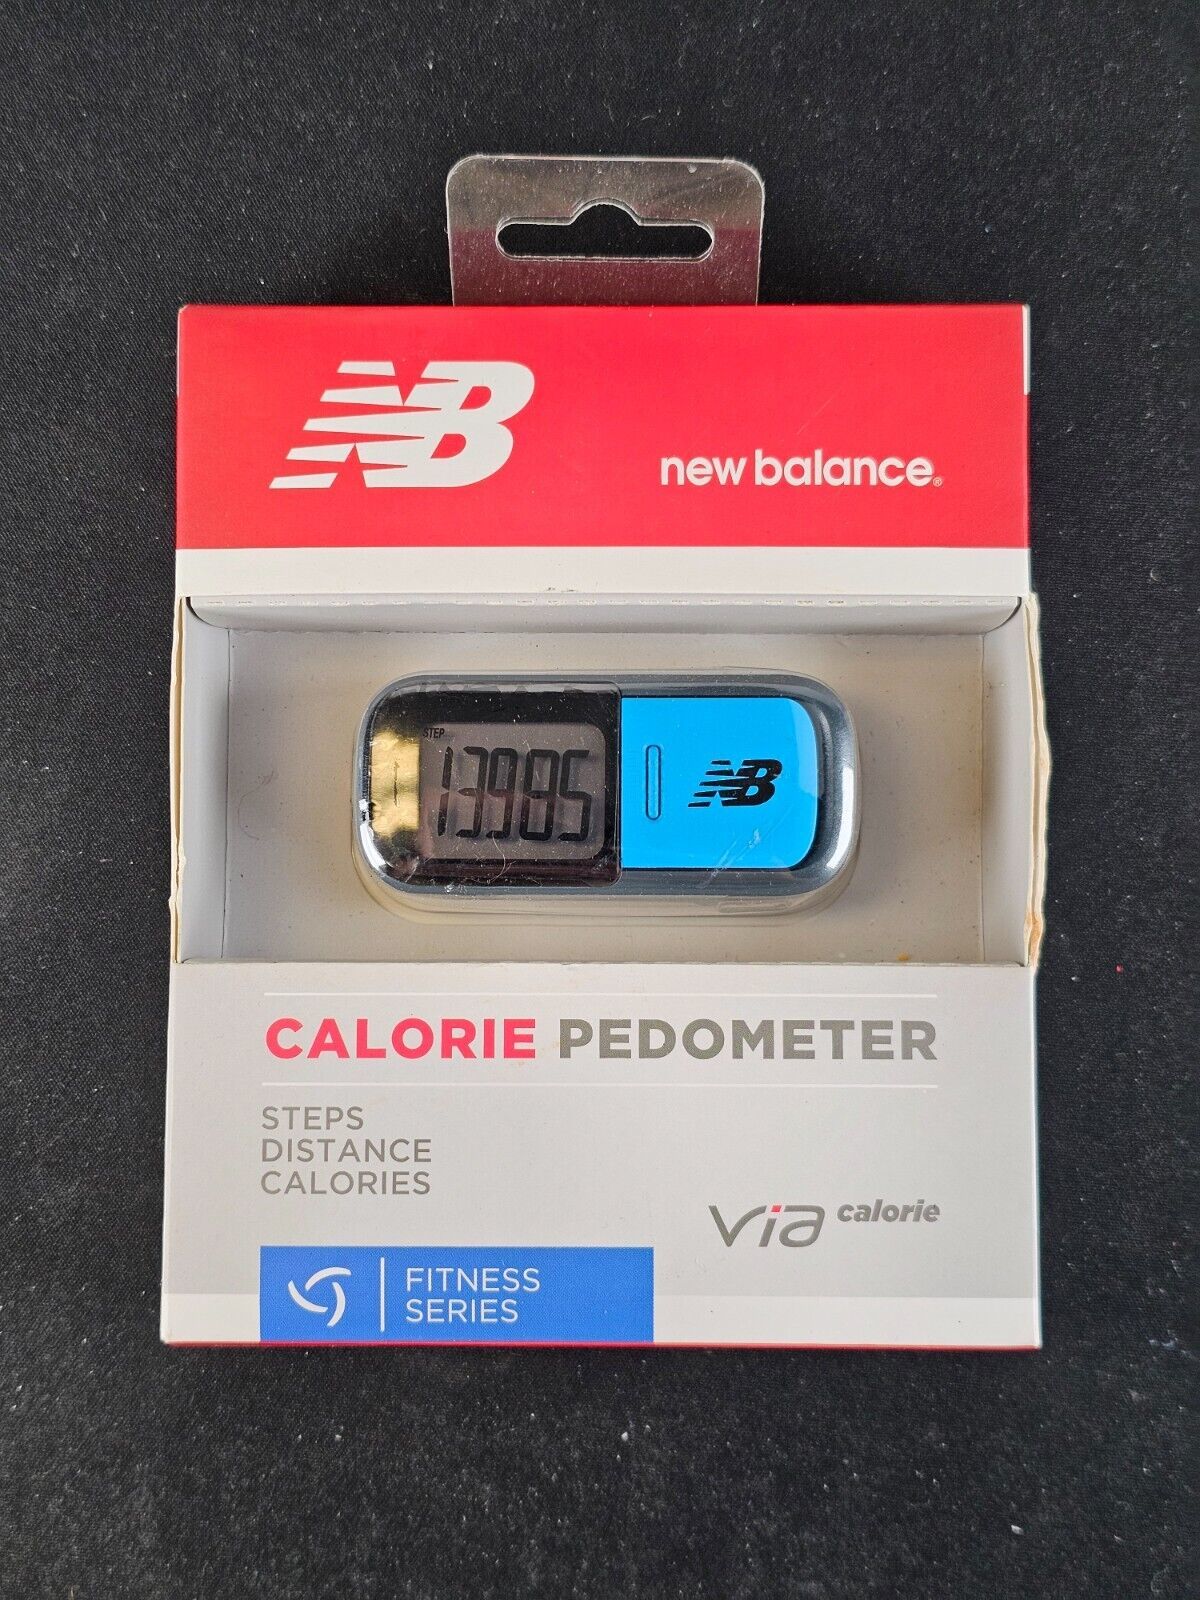 NB
new balance®
STEP
13985
NB
CALORIE PEDOMETER
STEPS
DISTANCE
CALORIES
via calorie
FITNESS
SERIES